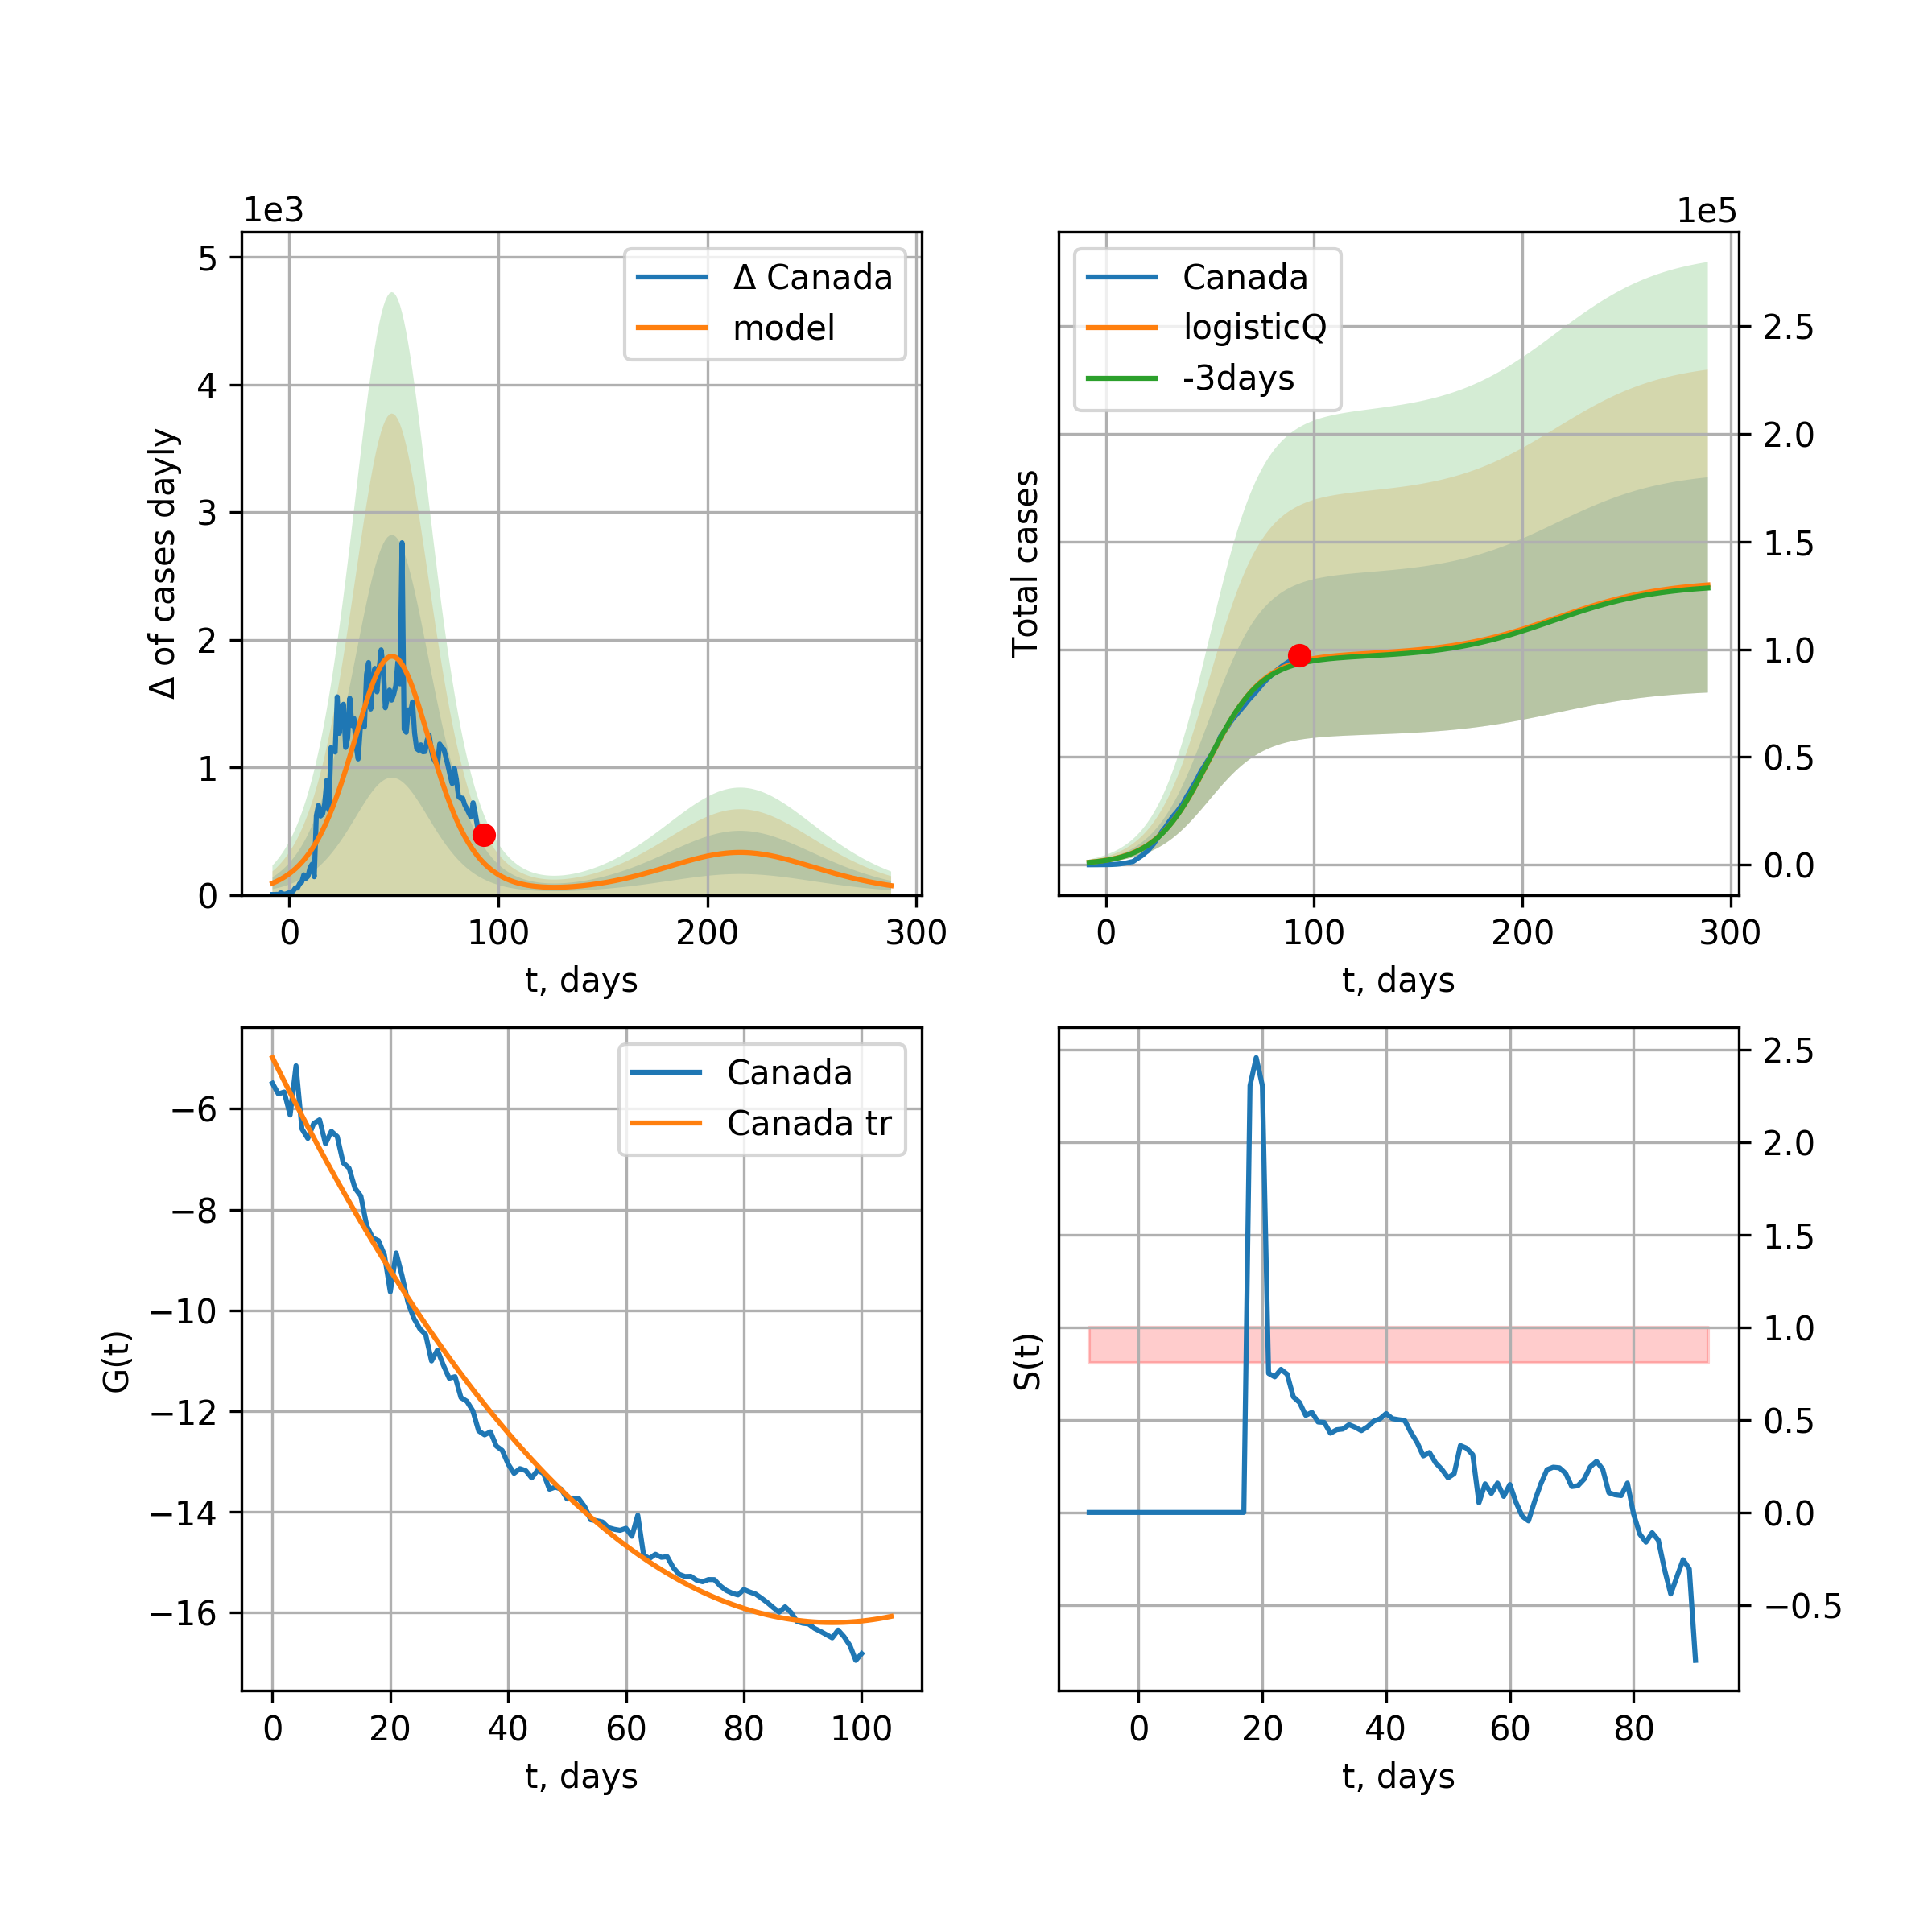 1e3
5
4
3
2
1
0
Δ of cases dayly
Δ Canada
model
0 100 200 300
t, days
1e5
Canada
logisticQ
-3days
Total cases
2.5
2.0
1.5
1.0
0.5
0.0
0 100 200 300
t, days
Canada
Canada tr
G(t)
−6
−8
−10
−12
−14
−16
0 20 40 60 80 100
t, days
S(t)
2.5
2.0
1.5
1.0
0.5
0.0
−0.5
0 20 40 60 80
t, days